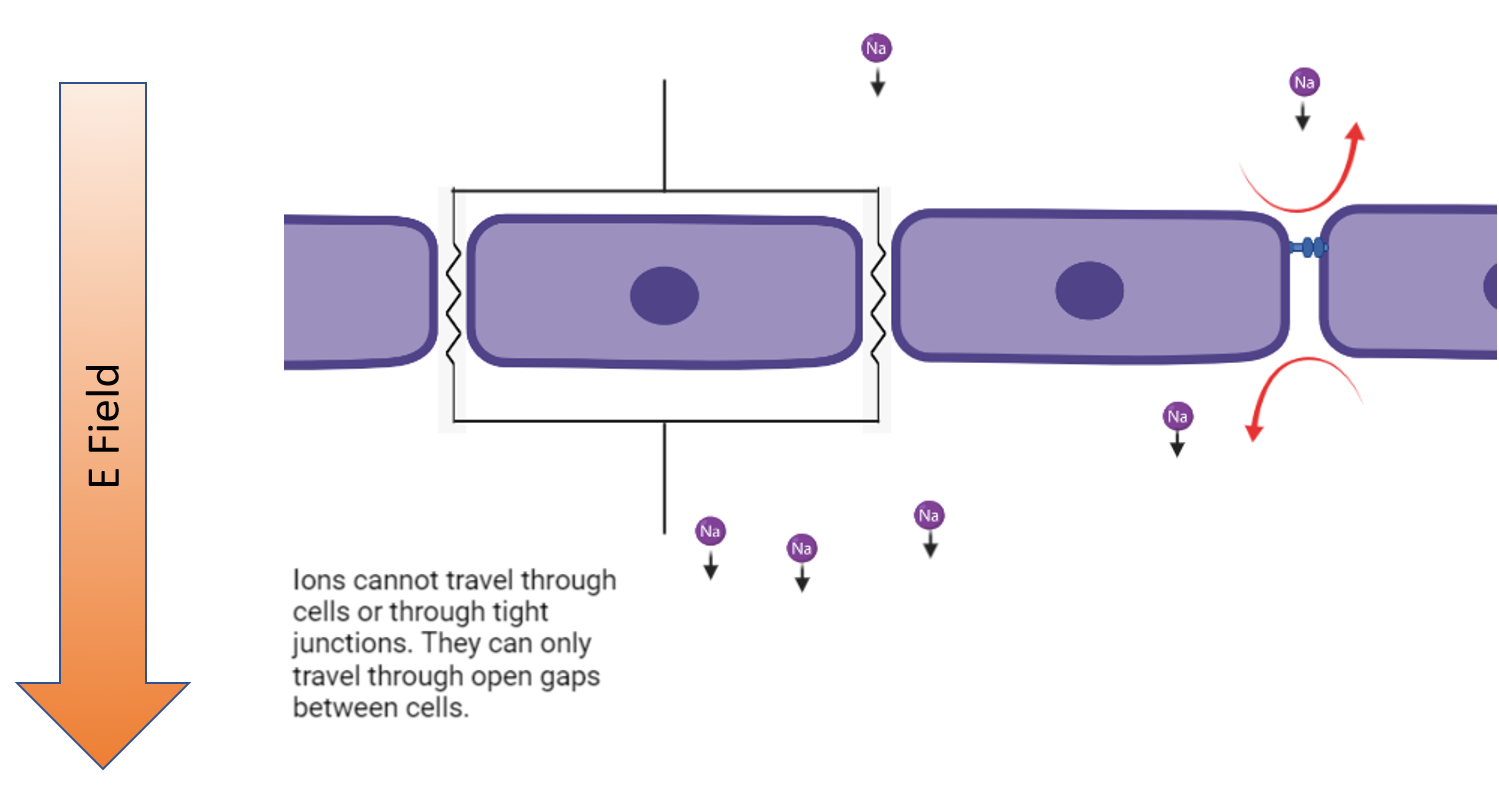 Na
Na
E Field
Na
Na
Na
Na
Ions cannot travel through
cells or through tight
junctions. They can only
travel through open gaps
between cells.